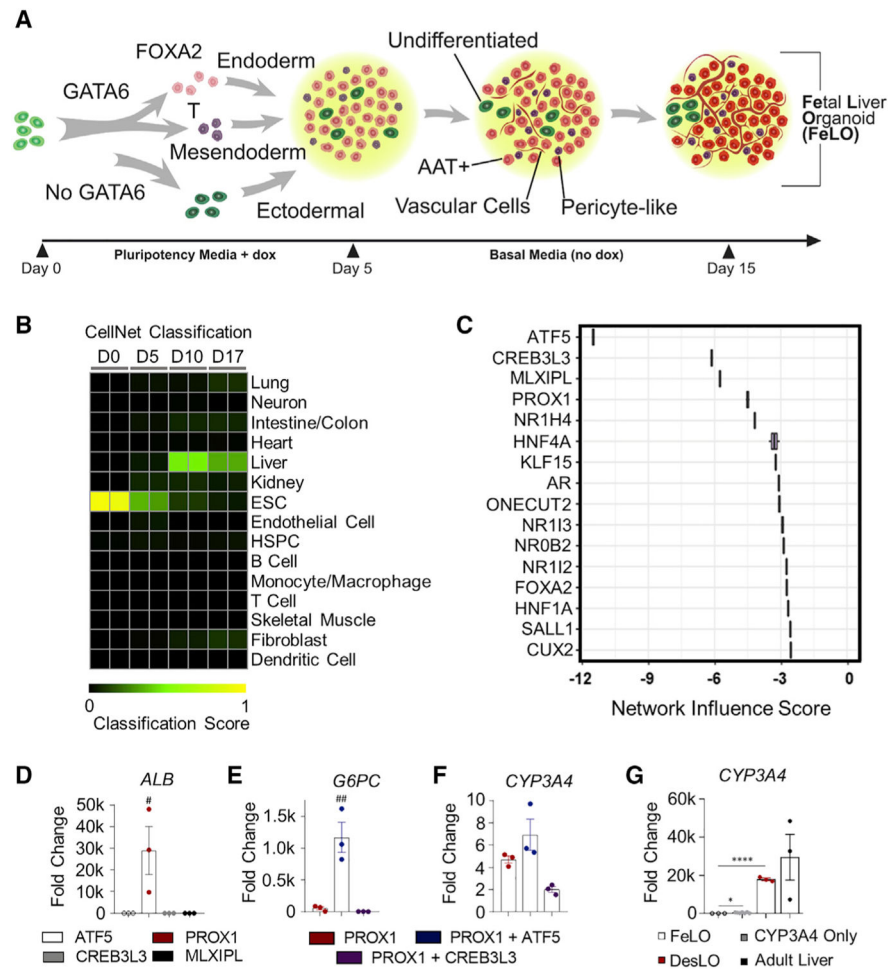 A
FOXA2
Endoderm
Undifferentiated
GATA6
T
Mesendoderm
No GATA6
Ectodermal
AAT+
Vascular Cells
Pericyte-like
Fetal Liver
Organoid
(FeLO)
Pluripotency Media + dox
Basal Media (no dox)
Day 0
Day 5
Day 15
B
CellNet Classification
D0 D5 D10 D17
Lung
Neuron
Intestine/Colon
Heart
Liver
Kidney
ESC
Endothelial Cell
HSPC
B Cell
Monocyte/Macrophage
T Cell
Skeletal Muscle
Fibroblast
Dendritic Cell
0 1
Classification Score
C
ATF5
CREB3L3
MLXIPL
PROX1
NR1H4
HNF4A
KLF15
AR
ONECUT2
NR1I3
NR0B2
NR1I2
FOXA2
HNF1A
SALL1
CUX2
-12 -9 -6 -3 0
Network Influence Score
D
ALB
#
Fold Change
50k
40k
30k
20k
10k
0
ATF5 PROX1
CREB3L3 MLXIPL
E
G6PC
##
Fold Change
1.5k
1.0k
0.5k
0
F
CYP3A4
Fold Change
10
8
6
4
2
0
PROX1 PROX1 + ATF5
PROX1 + CREB3L3
G
CYP3A4
Fold Change
60k
40k
20k
0
****
*
FeLO CYP3A4 Only
DesLO Adult Liver